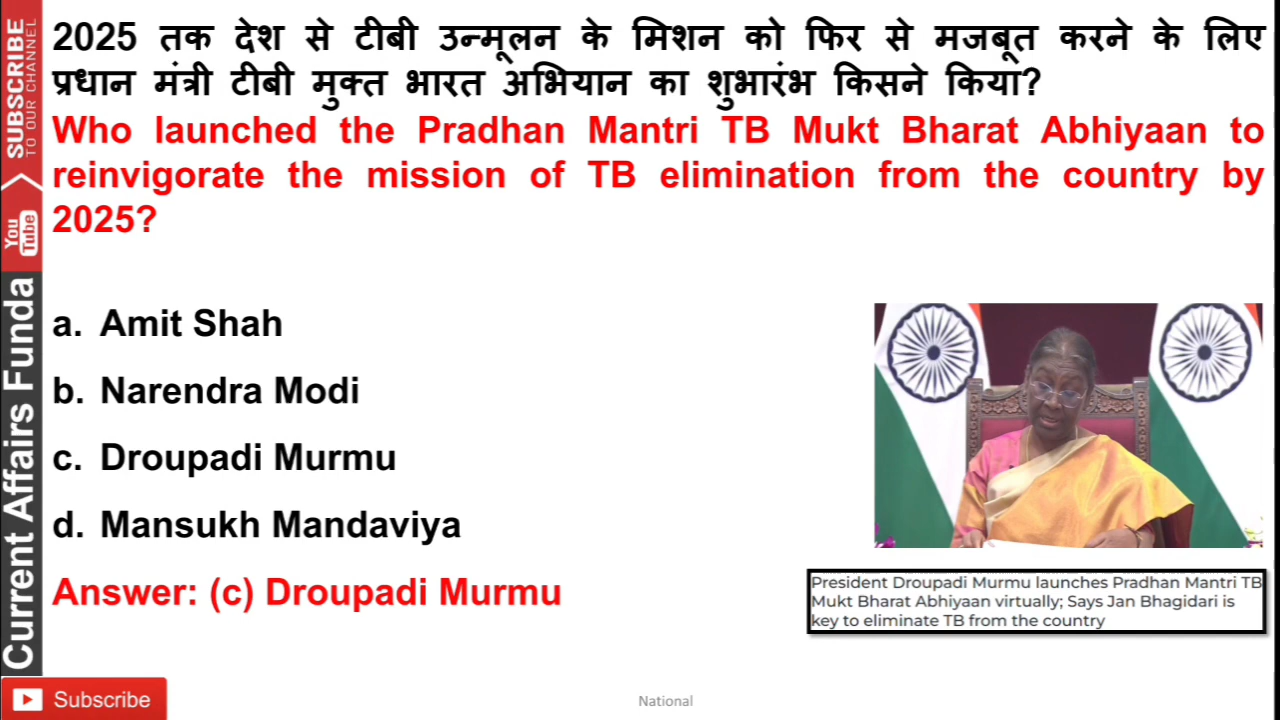 2025 तक देश से टीबी उन्मूलन के मिशन को फिर से मजबूत करने के लिए
प्रधान मंत्री टीबी मुक्त भारत अभियान का शुभारंभ किसने किया?
Who launched the Pradhan Mantri TB Mukt Bharat Abhiyaan to
reinvigorate the mission of TB elimination from the country by
2025?
a. Amit Shah
b. Narendra Modi
c. Droupadi Murmu
d. Mansukh Mandaviya
Answer: (c) Droupadi Murmu
President Droupadi Murmu launches Pradhan Mantri TB
Mukt Bharat Abhiyaan virtually; Says Jan Bhagidari is
key to eliminate TB from the country
SUBSCRIBE
TO OUR CHANNEL
You
Tube
Current Affairs Funda
Subscribe
National